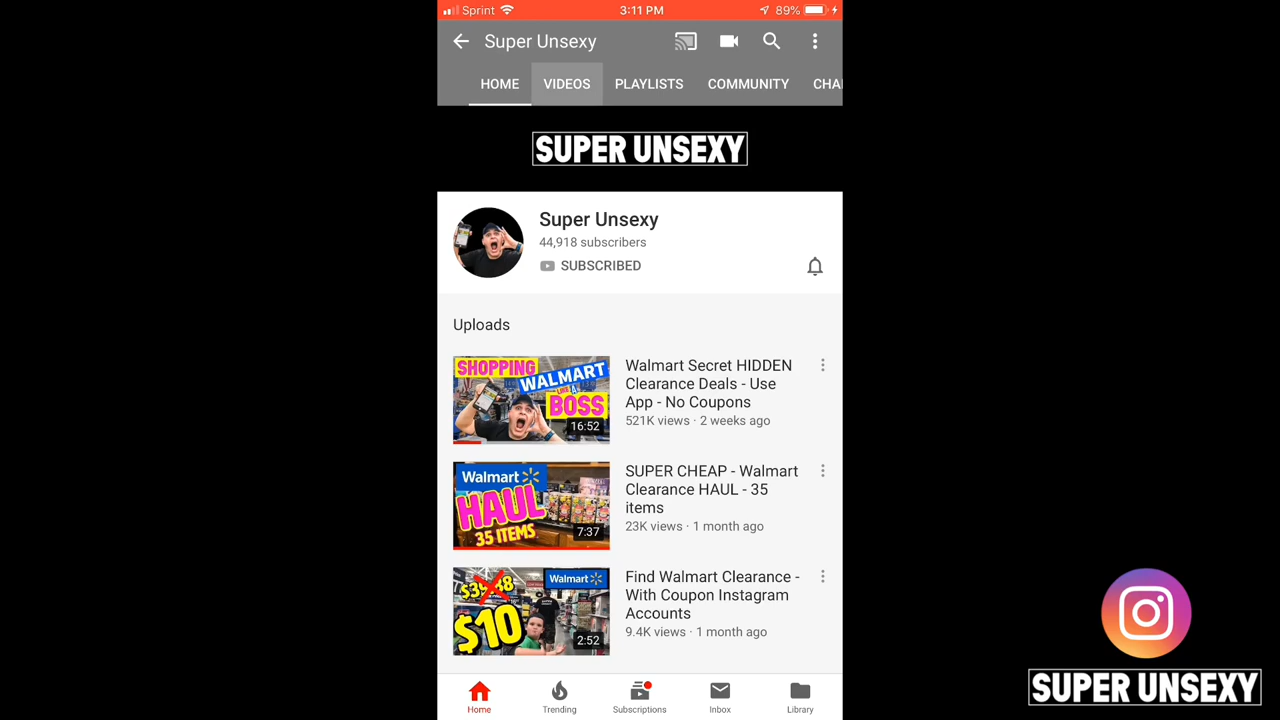 Sprint 3:11 PM 89%
Super Unsexy
HOME VIDEOS PLAYLISTS COMMUNITY CHA
SUPER UNSEXY
Super Unsexy
44,918 subscribers
SUBSCRIBED
Uploads
SHOPPING
WALMART
LIKE A
BOSS
16:52
Walmart Secret HIDDEN
Clearance Deals - Use
App - No Coupons
521K views · 2 weeks ago
Walmart
HAUL
35 ITEMS
7:37
SUPER CHEAP - Walmart
Clearance HAUL - 35
items
23K views · 1 month ago
Walmart
$10
2:52
Find Walmart Clearance -
With Coupon Instagram
Accounts
9.4K views · 1 month ago
Home Trending Subscriptions Inbox Library
SUPER UNSEXY